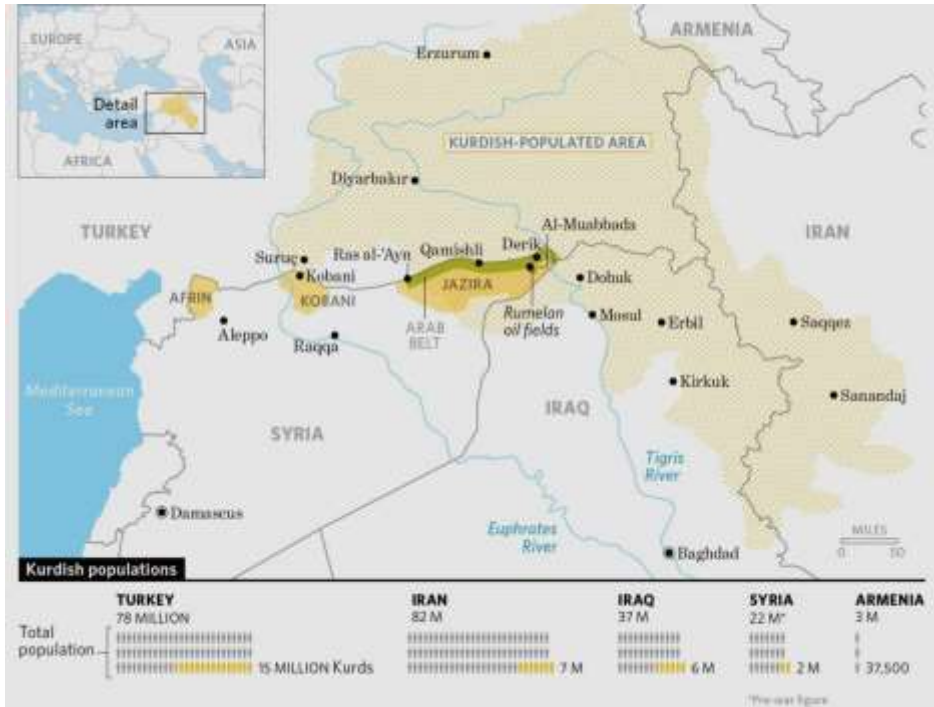 EUROPE
ASIA
Detail
area
AFRICA
ARMENIA
Erzurum
KURDISH-POPULATED AREA
Diyarbakır
TURKEY
IRAN
Al-Muabbada
Derik
Qamishli
Ras al-'Ayn
Suruç
Kobani
KOBANI
AFRIN
JAZIRA
Dohuk
Aleppo
Raqqa
ARAB
BELT
Rumelan
oil fields
Mosul
Erbil
Saqqez
Kirkuk
Sanandaj
Mediterranean
Sea
SYRIA
IRAQ
Tigris
River
Euphrates
River
Damascus
Baghdad
MILES
0 50
Kurdish populations
TURKEY
78 MILLION
IRAN
82 M
IRAQ
37 M
SYRIA
22 M*
ARMENIA
3 M
Total
population
15 MILLION Kurds
7 M
6 M
2 M
37,500
*Pre-war figure